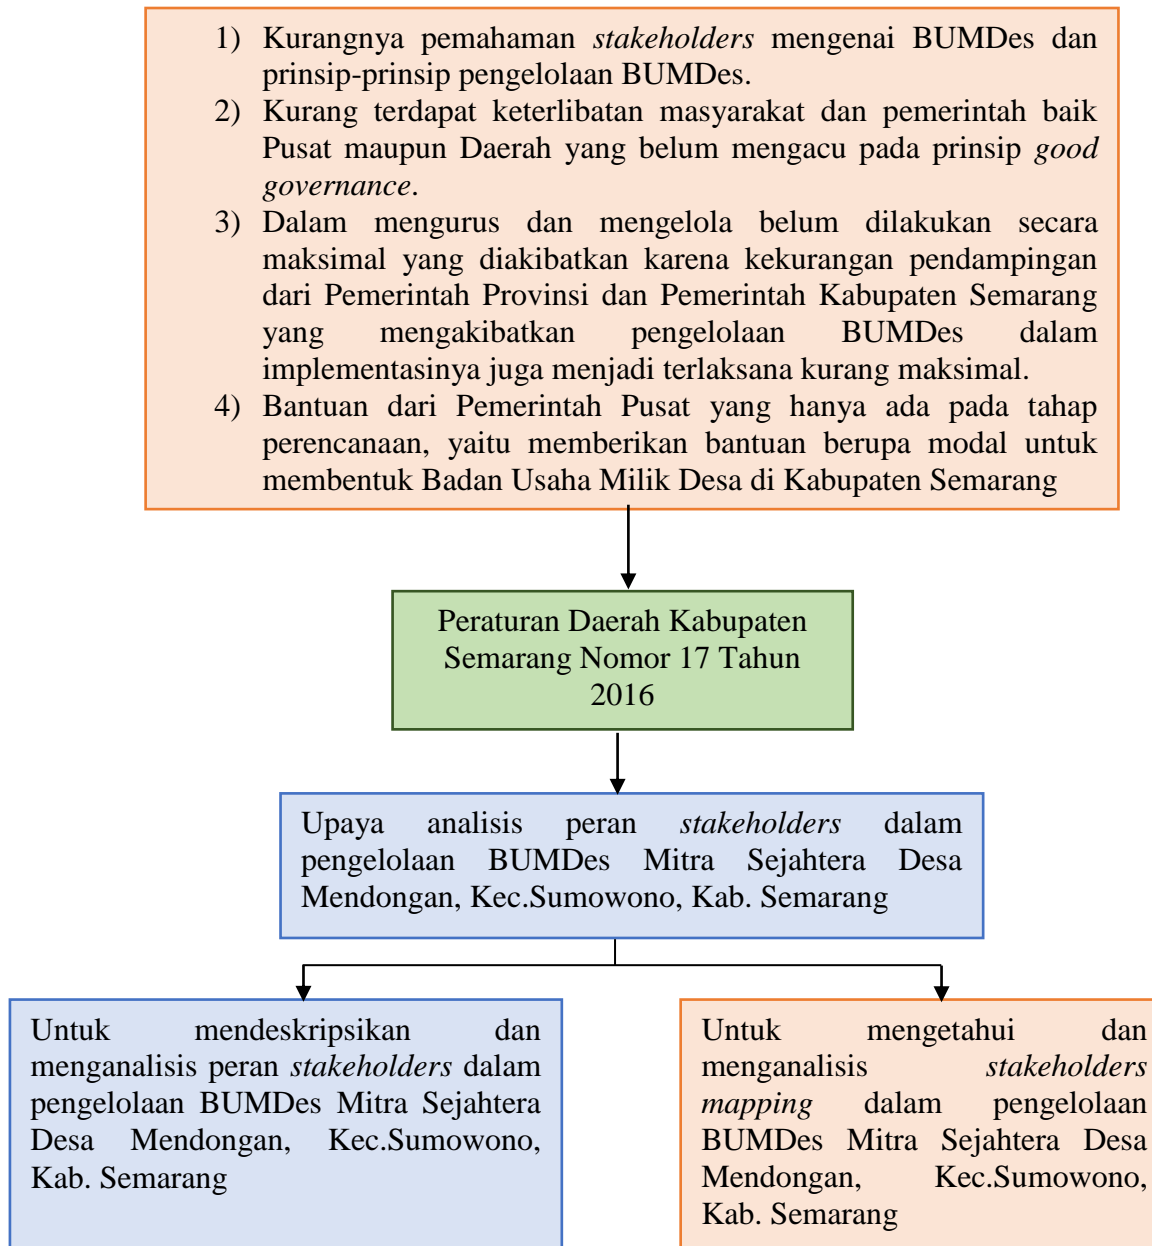 1) Kurangnya pemahaman stakeholders mengenai BUMDes dan
prinsip-prinsip pengelolaan BUMDes.
2) Kurang terdapat keterlibatan masyarakat dan pemerintah baik
Pusat maupun Daerah yang belum mengacu pada prinsip good
governance.
3) Dalam mengurus dan mengelola belum dilakukan secara
maksimal yang diakibatkan karena kekurangan pendampingan
dari Pemerintah Provinsi dan Pemerintah Kabupaten Semarang
yang mengakibatkan pengelolaan BUMDes dalam
implementasinya juga menjadi terlaksana kurang maksimal.
4) Bantuan dari Pemerintah Pusat yang hanya ada pada tahap
perencanaan, yaitu memberikan bantuan berupa modal untuk
membentuk Badan Usaha Milik Desa di Kabupaten Semarang
Peraturan Daerah Kabupaten
Semarang Nomor 17 Tahun
2016
Upaya analisis peran stakeholders dalam
pengelolaan BUMDes Mitra Sejahtera Desa
Mendongan, Kec.Sumowono, Kab. Semarang
Untuk mendeskripsikan dan
menganalisis peran stakeholders dalam
pengelolaan BUMDes Mitra Sejahtera
Desa Mendongan, Kec.Sumowono,
Kab. Semarang
Untuk mengetahui dan
menganalisis stakeholders
mapping dalam pengelolaan
BUMDes Mitra Sejahtera Desa
Mendongan, Kec.Sumowono,
Kab. Semarang